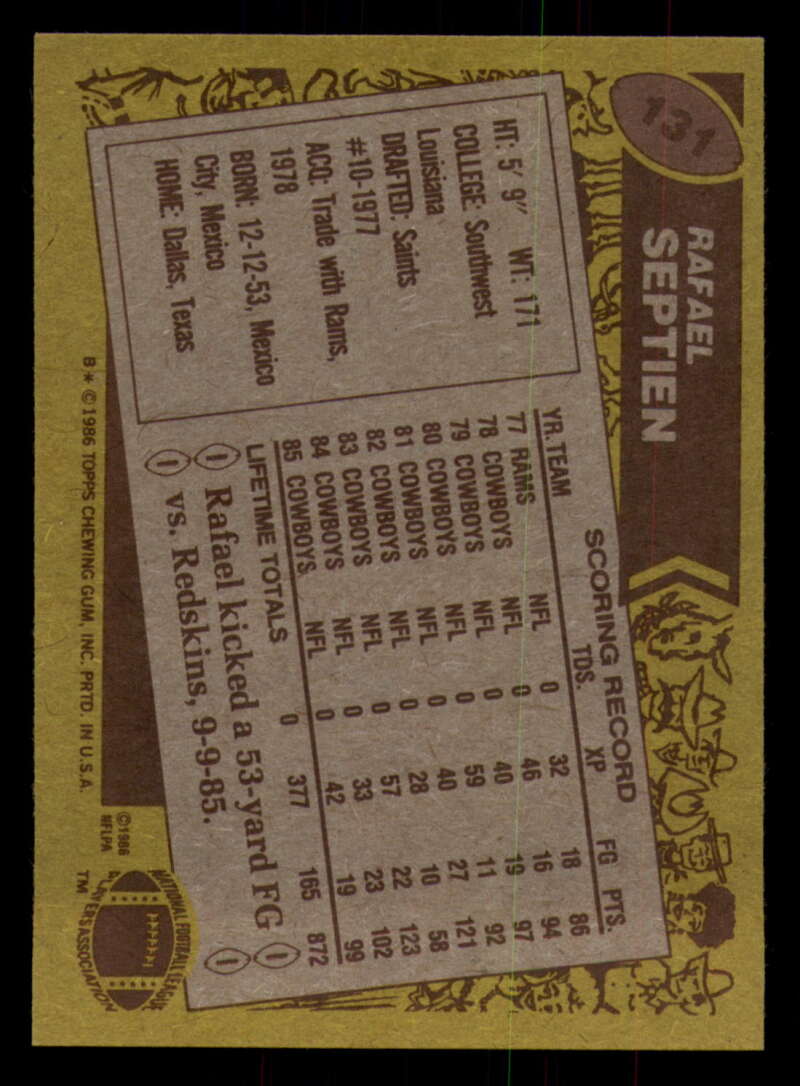 131
RAFAEL
SEPTIEN
HT: 5' 9" WT: 171
COLLEGE: Southwest
Louisiana
DRAFTED: Saints
#10-1977
ACQ: Trade with Rams,
1978
BORN: 12-12-53, Mexico
City, Mexico
HOME: Dallas, Texas
SCORING RECORD
YR. TEAM TDS. XP FG PTS.
77 RAMS NFL 0 32 18 86
78 COWBOYS NFL 0 46 16 94
79 COWBOYS NFL 0 40 19 97
80 COWBOYS NFL 0 59 11 92
81 COWBOYS NFL 0 40 27 121
82 COWBOYS NFL 0 28 10 58
83 COWBOYS NFL 0 57 22 123
84 COWBOYS NFL 0 33 23 102
85 COWBOYS NFL 0 42 19 99
LIFETIME TOTALS 0 377 165 872
Rafael kicked a 53-yard FG
vs. Redskins, 9-9-85.
B* ©1986 TOPPS CHEWING GUM, INC. PRTD. IN U.S.A.
©1986
NFLPA
NATIONAL FOOTBALL LEAGUE
PLAYERS ASSOCIATION
TM